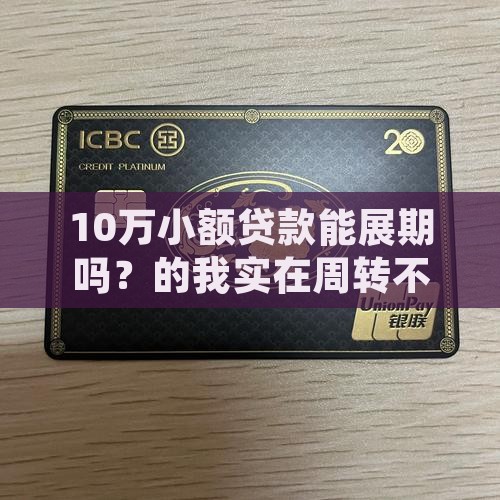 ICBC
20
CREDIT PLATINUM
10万小额贷款能展期
吗？的我实在周转不
UnionPay
银联